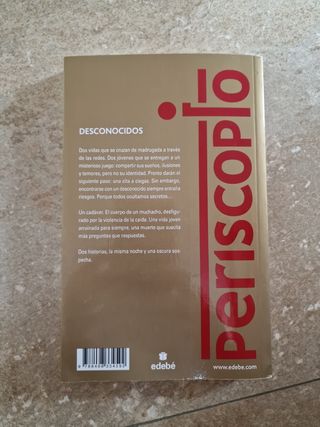 DESCONOCIDOS
Dos vidas que se cruzan de madrugada a través
de las redes. Dos jóvenes que se entregan a un
misterioso juego: compartir sus sueños, ilusiones
y temores, pero no su identidad. Pronto darán el
siguiente paso: una cita a ciegas. Sin embargo,
encontrarse con un desconocido siempre entraña
riesgos. Porque todos ocultamos secretos...
Un cadáver. El cuerpo de un muchacho, desfigu-
rado por la violencia de la caída. Una vida joven
arruinada para siempre, una muerte que suscita
más preguntas que respuestas.
Dos historias, la misma noche y una oscura sos-
pecha.
periscopio
edebé
www.edebe.com